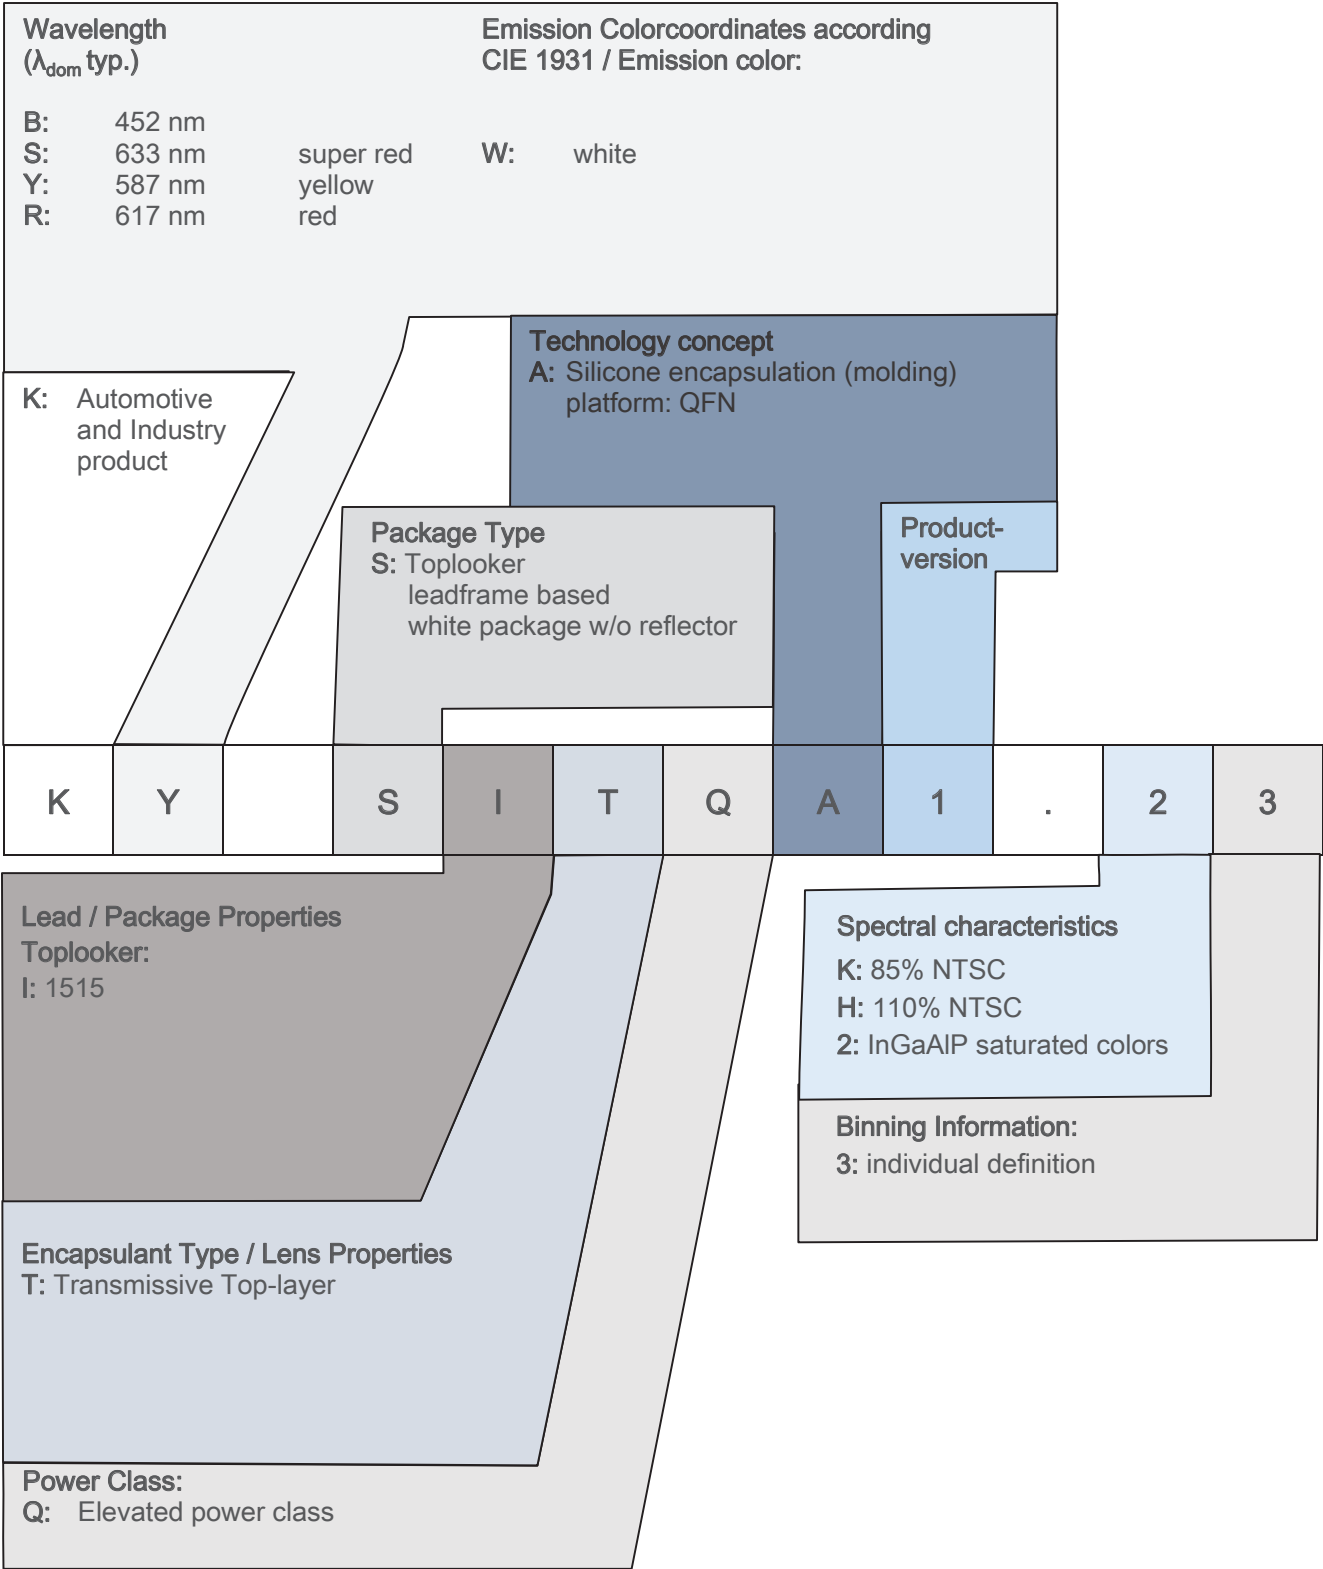 Wavelength
(λdom typ.)
B: 452 nm
S: 633 nm super red
Y: 587 nm yellow
R: 617 nm red
Emission Colorcoordinates according
CIE 1931 / Emission color:
W: white
Technology concept
A: Silicone encapsulation (molding)
platform: QFN
K: Automotive
and Industry
product
Package Type
S: Toplooker
leadframe based
white package w/o reflector
Product-
version
K Y S I T Q A 1 . 2 3
Lead / Package Properties
Toplooker:
I: 1515
Spectral characteristics
K: 85% NTSC
H: 110% NTSC
2: InGaAlP saturated colors
Binning Information:
3: individual definition
Encapsulant Type / Lens Properties
T: Transmissive Top-layer
Power Class:
Q: Elevated power class